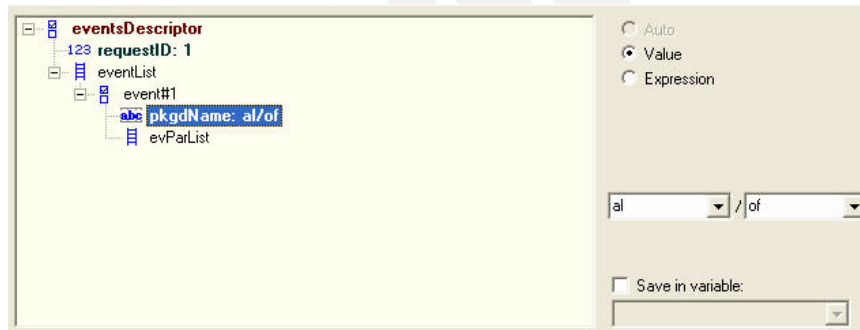 eventsDescriptor
123 requestID: 1
eventList
event#1
abc pkgdName: al/of
evParList
Auto
Value
Expression
al / of
Save in variable: